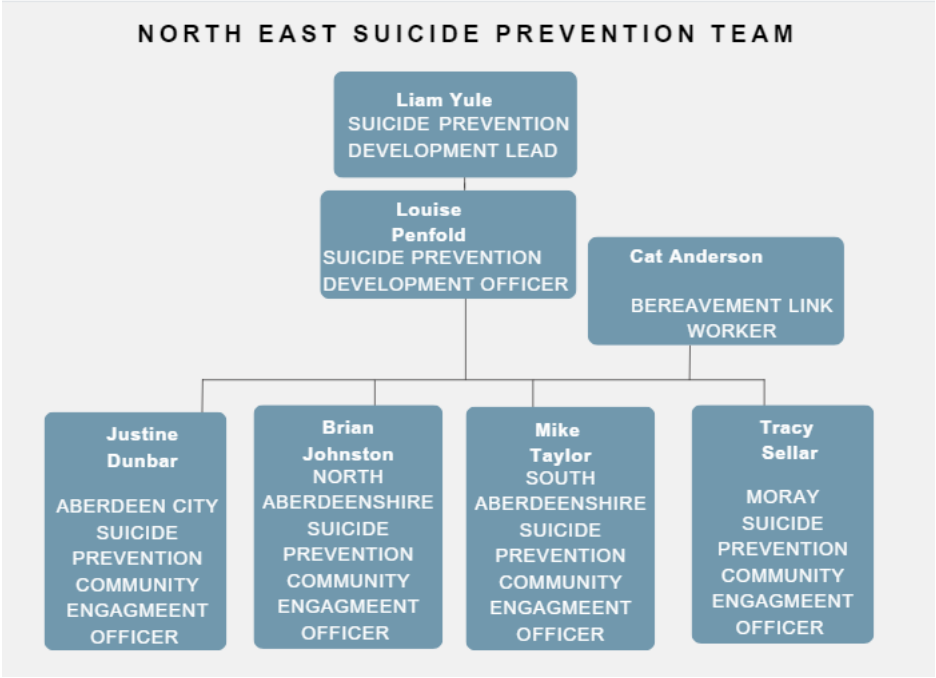 NORTH EAST SUICIDE PREVENTION TEAM
Liam Yule
SUICIDE PREVENTION
DEVELOPMENT LEAD
Louise
Penfold
SUICIDE PREVENTION
DEVELOPMENT OFFICER
Cat Anderson
BEREAVEMENT LINK
WORKER
Justine
Dunbar
ABERDEEN CITY
SUICIDE
PREVENTION
COMMUNITY
ENGAGMEENT
OFFICER
Brian
Johnston
NORTH
ABERDEENSHIRE
SUICIDE
PREVENTION
COMMUNITY
ENGAGMEENT
OFFICER
Mike
Taylor
SOUTH
ABERDEENSHIRE
SUICIDE
PREVENTION
COMMUNITY
ENGAGMEENT
OFFICER
Tracy
Sellar
MORAY
SUICIDE
PREVENTION
COMMUNITY
ENGAGMEENT
OFFICER